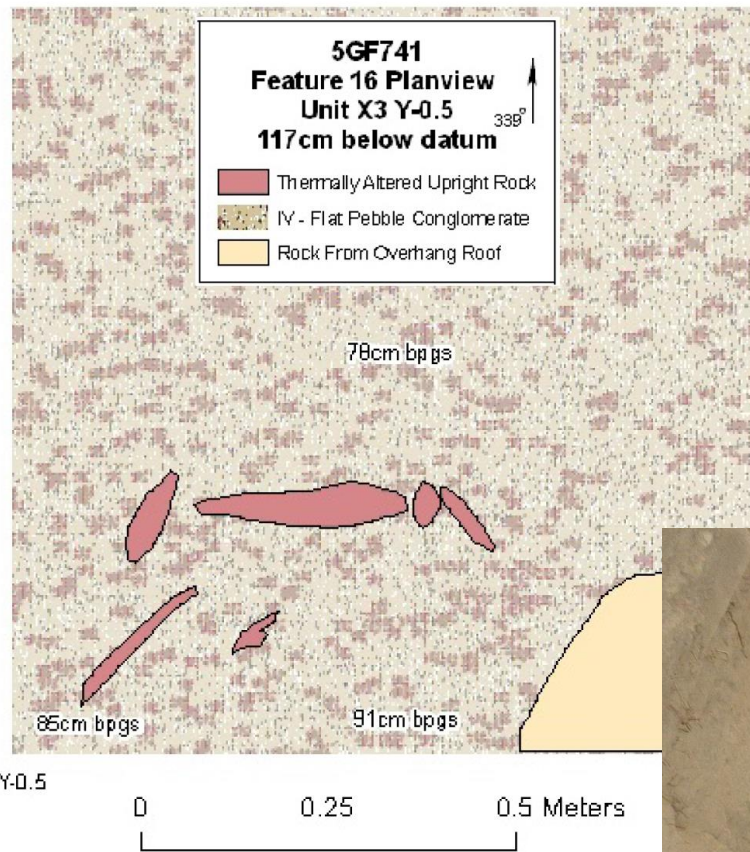 5GF741
Feature 16 Planview
Unit X3 Y-0.5
117cm below datum
339°
Thermally Altered Upright Rock
IV - Flat Pebble Conglomerate
Rock From Overhang Roof
78cm bpgs
85cm bpgs
91cm bpgs
Y-0.5
0 0.25 0.5 Meters